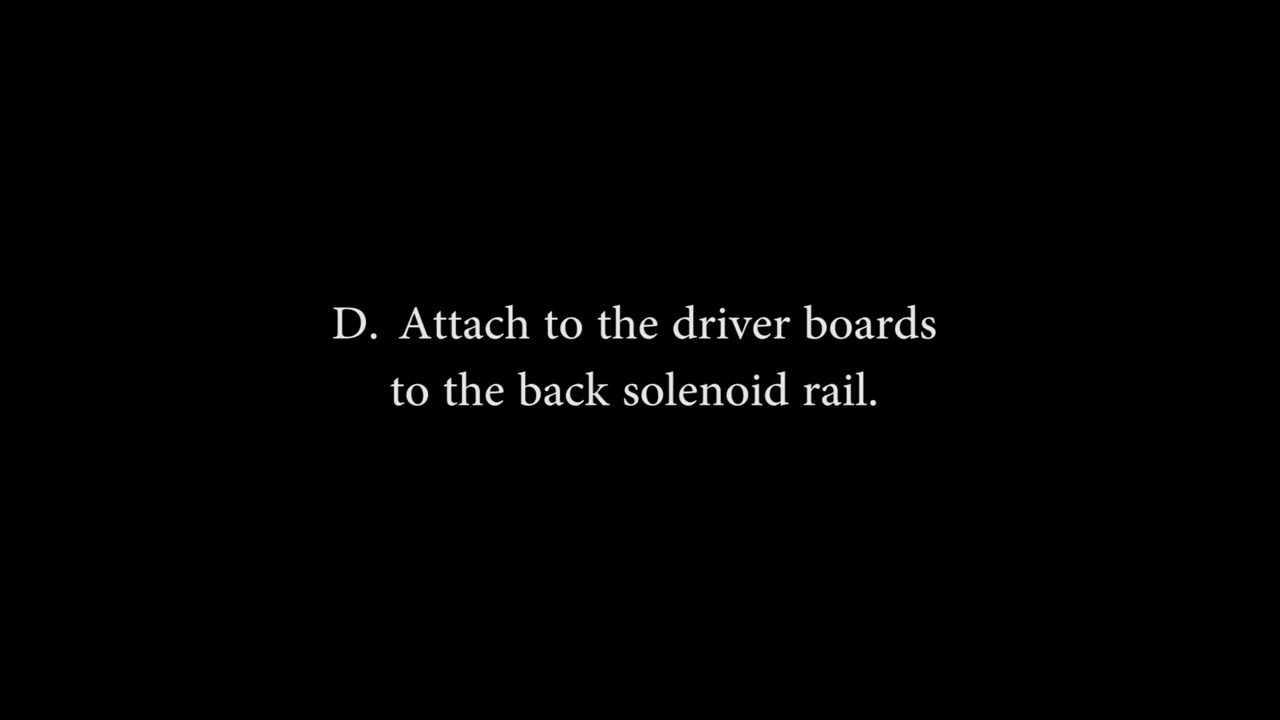 D. Attach to the driver boards
to the back solenoid rail.